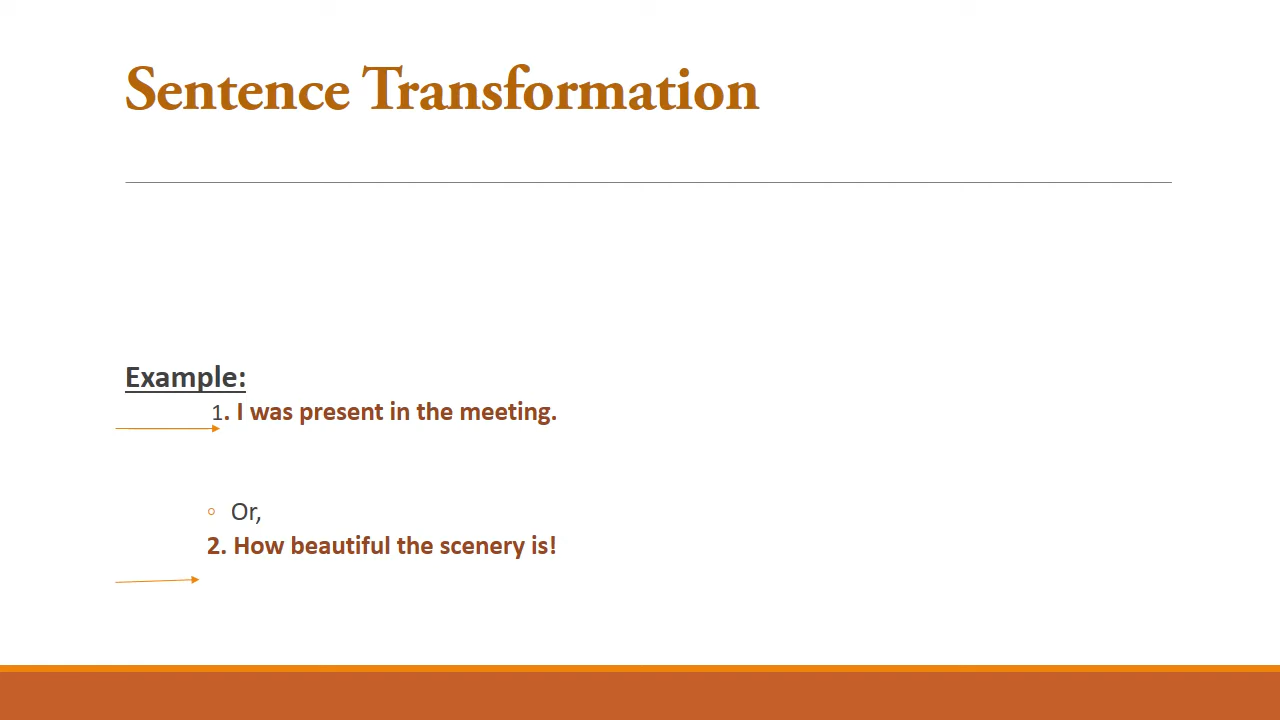 Sentence Transformation
Example:
1. I was present in the meeting.
Or,
2. How beautiful the scenery is!